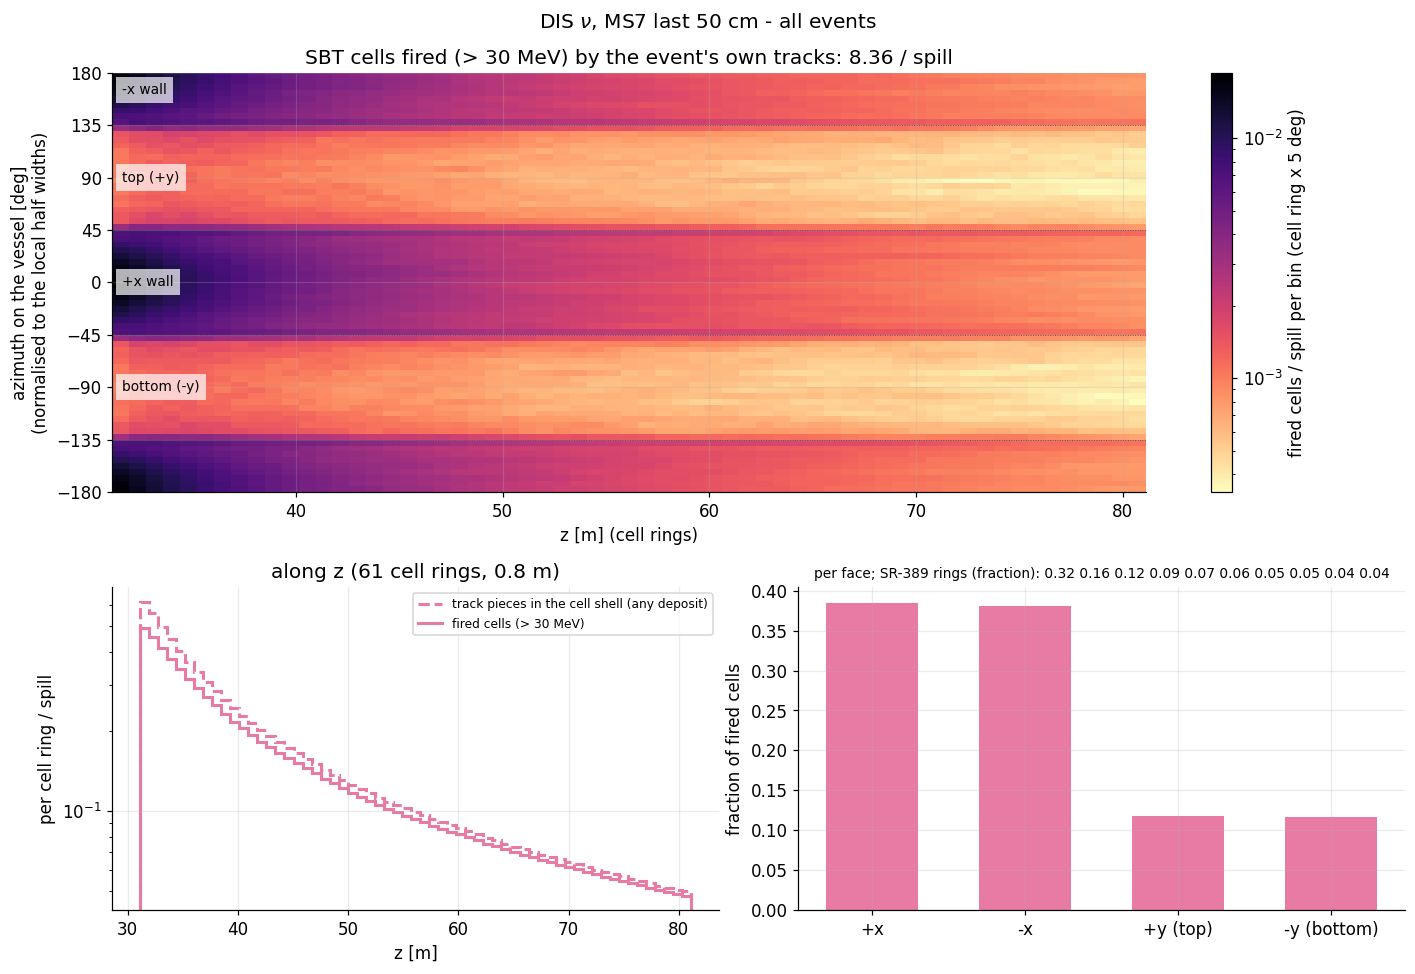 DIS ν, MS7 last 50 cm - all events
SBT cells fired (> 30 MeV) by the event's own tracks: 8.36 / spill
azimuth on the vessel [deg]
(normalised to the local half widths)
180
135
90
45
0
−45
−90
−135
−180
-x wall
top (+y)
+x wall
bottom (-y)
40
50
60
70
80
z [m] (cell rings)
10⁻²
10⁻³
fired cells / spill per bin (cell ring x 5 deg)
along z (61 cell rings, 0.8 m)
track pieces in the cell shell (any deposit)
fired cells (> 30 MeV)
per cell ring / spill
10⁻¹
30
40
50
60
70
80
z [m]
per face; SR-389 rings (fraction): 0.32 0.16 0.12 0.09 0.07 0.06 0.05 0.05 0.04 0.04
fraction of fired cells
0.40
0.35
0.30
0.25
0.20
0.15
0.10
0.05
0.00
+x
-x
+y (top)
-y (bottom)